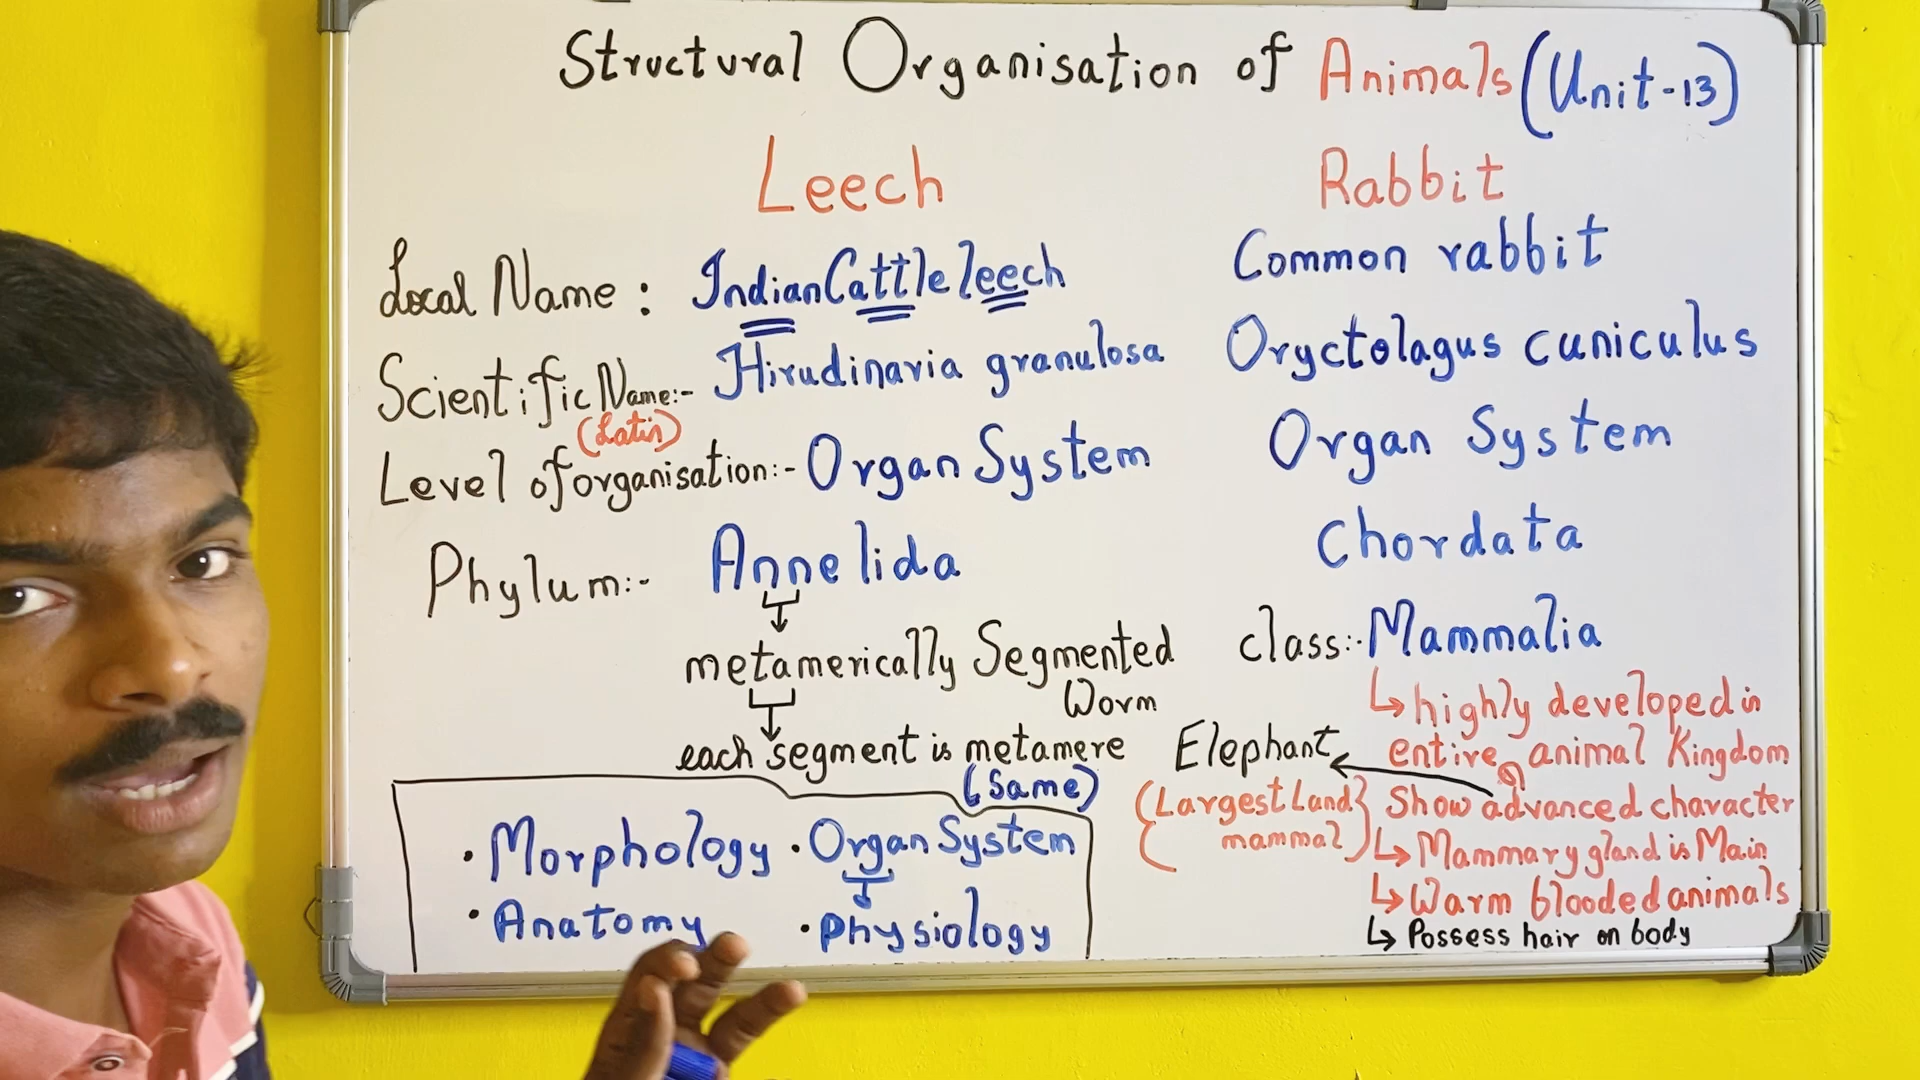 Structural Organisation of Animals (Unit-13)
Leech Rabbit
Local Name : Indian Cattle leech Common rabbit
Scientific Name:- Hirudinaria granulosa Oryctolagus cuniculus
(Latin)
Level of organisation:- Organ System Organ System
Phylum:- Annelida Chordata
metamerically Segmented Worm
each segment is metamere
(Same)
class:- Mammalia
↳ highly developed in
entire animal Kingdom
Show advanced character
↳ Mammary gland is Main
↳ Warm blooded animals
↳ Possess hair on body
Elephant
(Largest Land
mammal)
• Morphology • Organ System
• Anatomy • Physiology